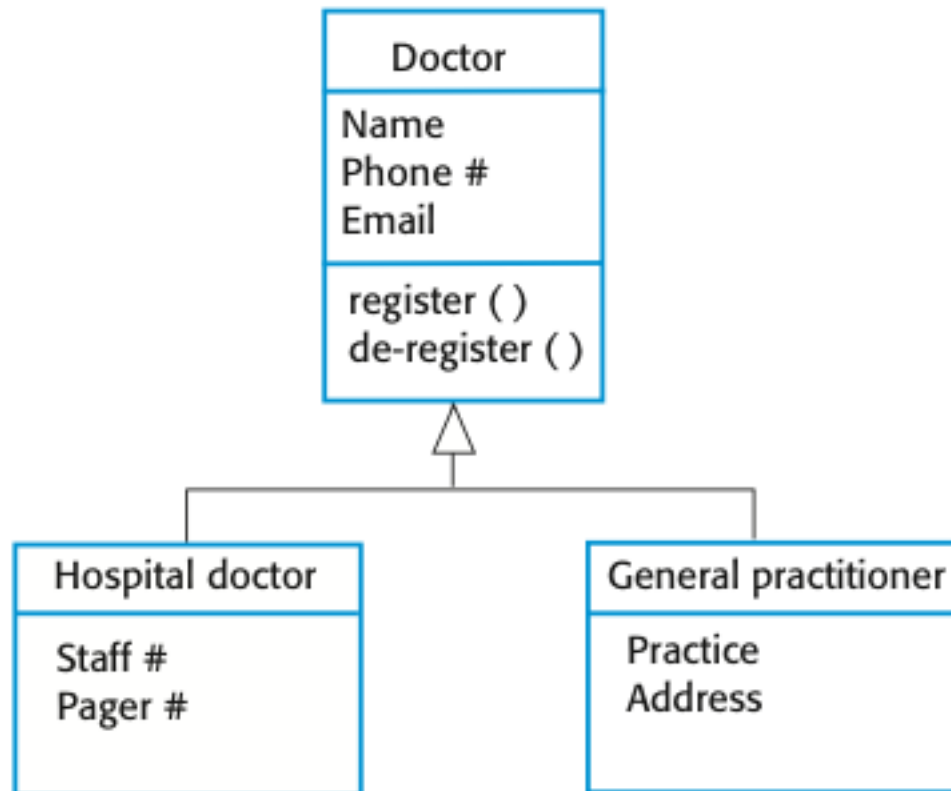 Doctor
Name
Phone #
Email
register ( )
de-register ( )
Hospital doctor
Staff #
Pager #
General practitioner
Practice
Address